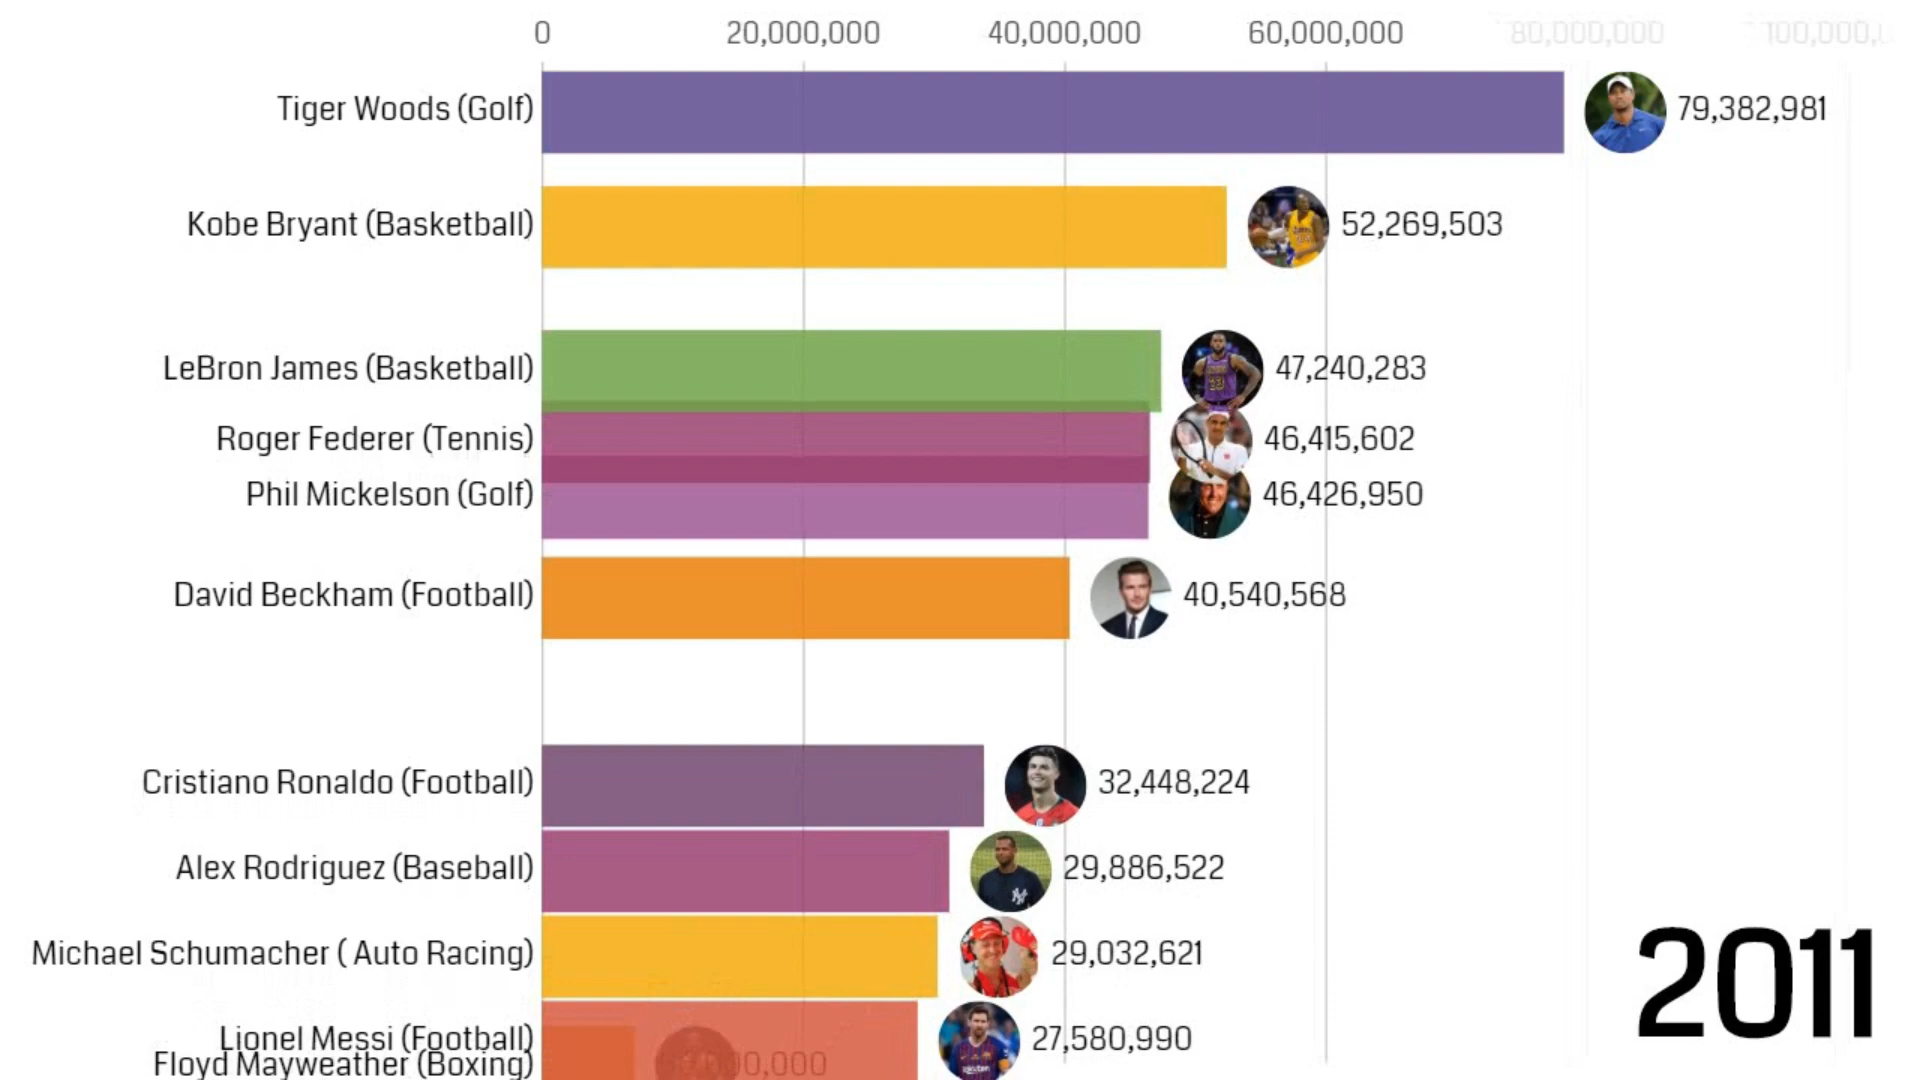 0 20,000,000 40,000,000 60,000,000 80,000,000 100,000,0
Tiger Woods (Golf) 79,382,981
Kobe Bryant (Basketball) 52,269,503
LeBron James (Basketball) 47,240,283
Roger Federer (Tennis) 46,415,602
Phil Mickelson (Golf) 46,426,950
David Beckham (Football) 40,540,568
Cristiano Ronaldo (Football) 32,448,224
Alex Rodriguez (Baseball) 29,886,522
Michael Schumacher ( Auto Racing) 29,032,621
Lionel Messi (Football) 27,580,990
Floyd Mayweather (Boxing)
2011